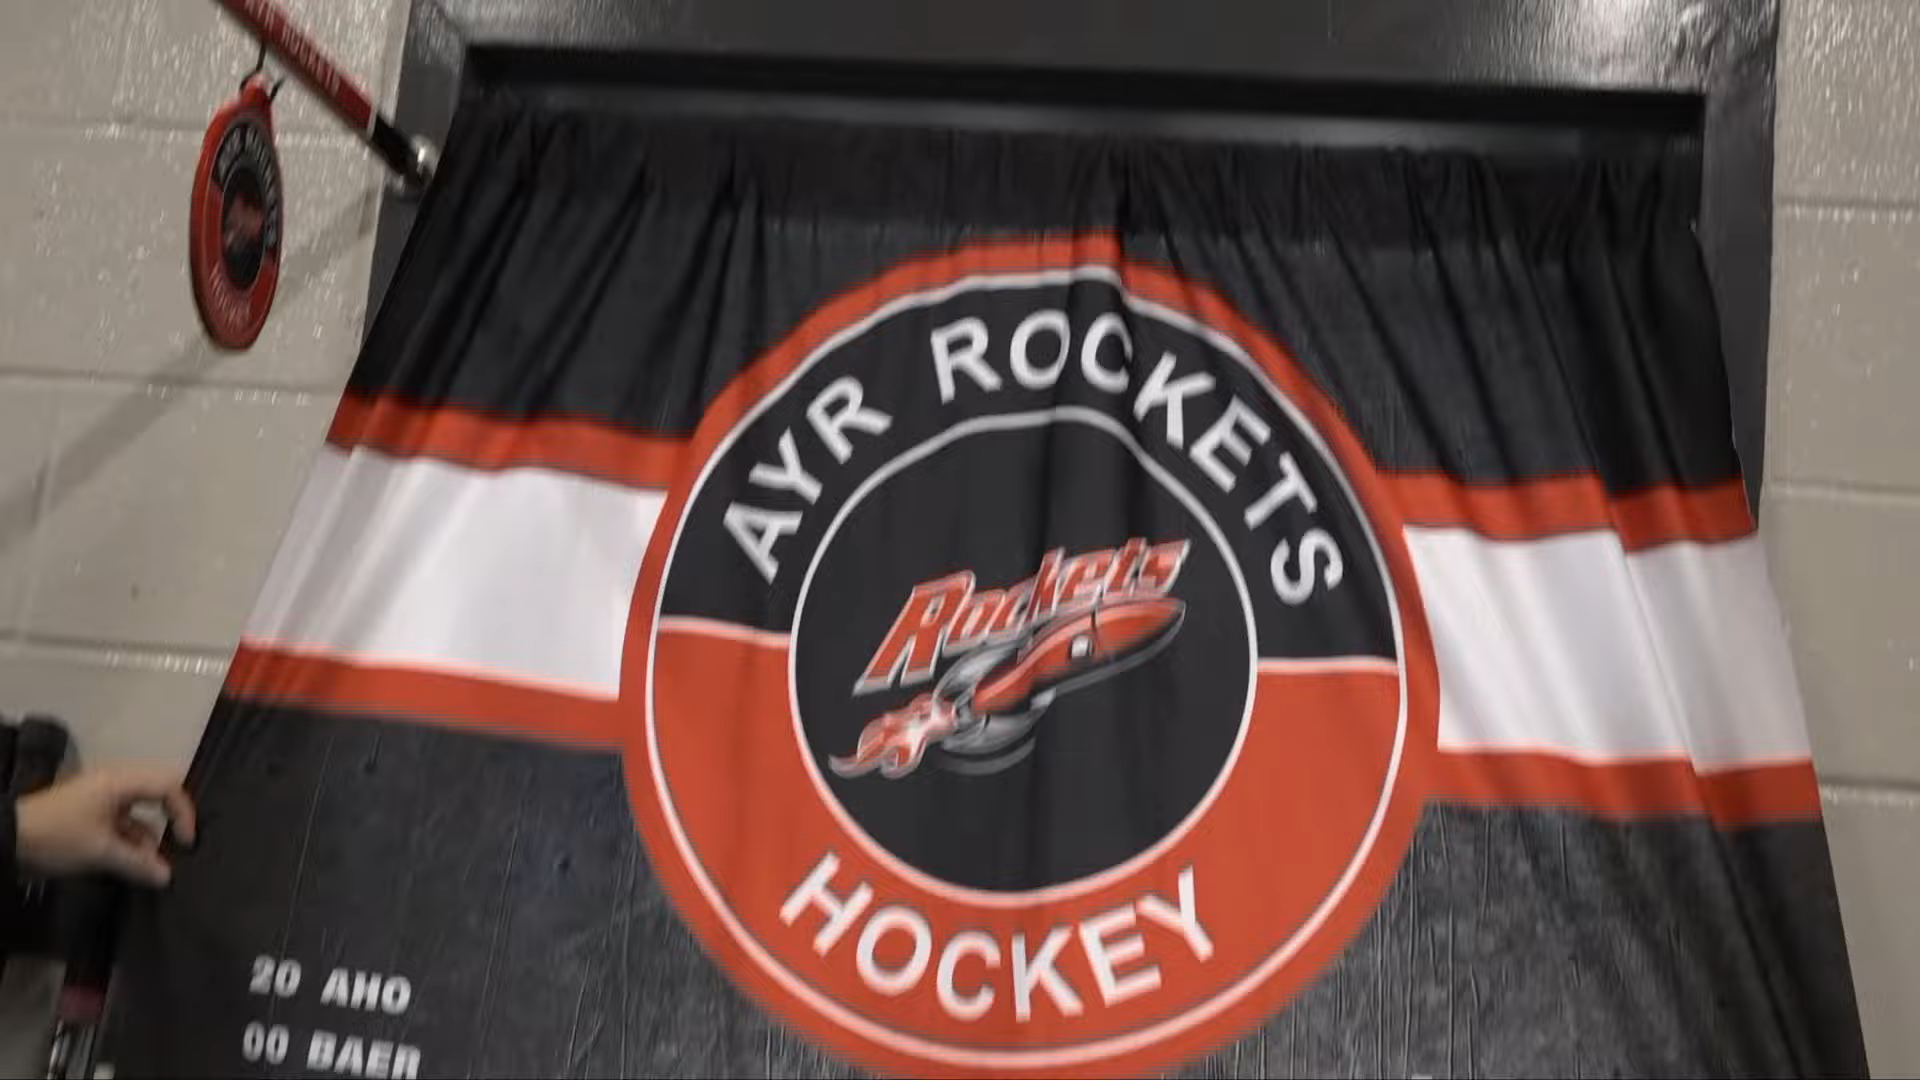 AYR ROCKETS
Rockets
HOCKEY
20 AHO
00 BAER